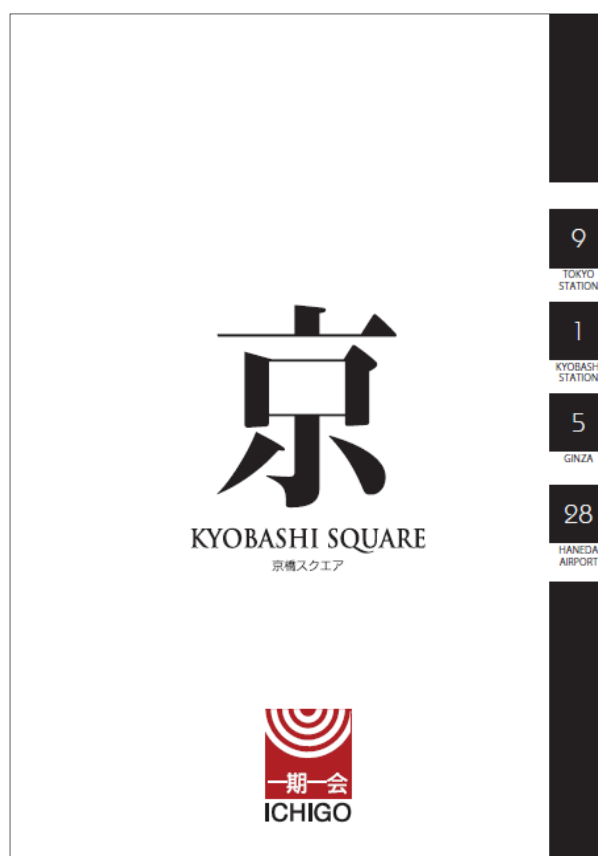 京
KYOBASHI SQUARE
京橋スクエア
一期一会
ICHIGO
9
TOKYO
STATION
1
KYOBASHI
STATION
5
GINZA
28
HANEDA
AIRPORT